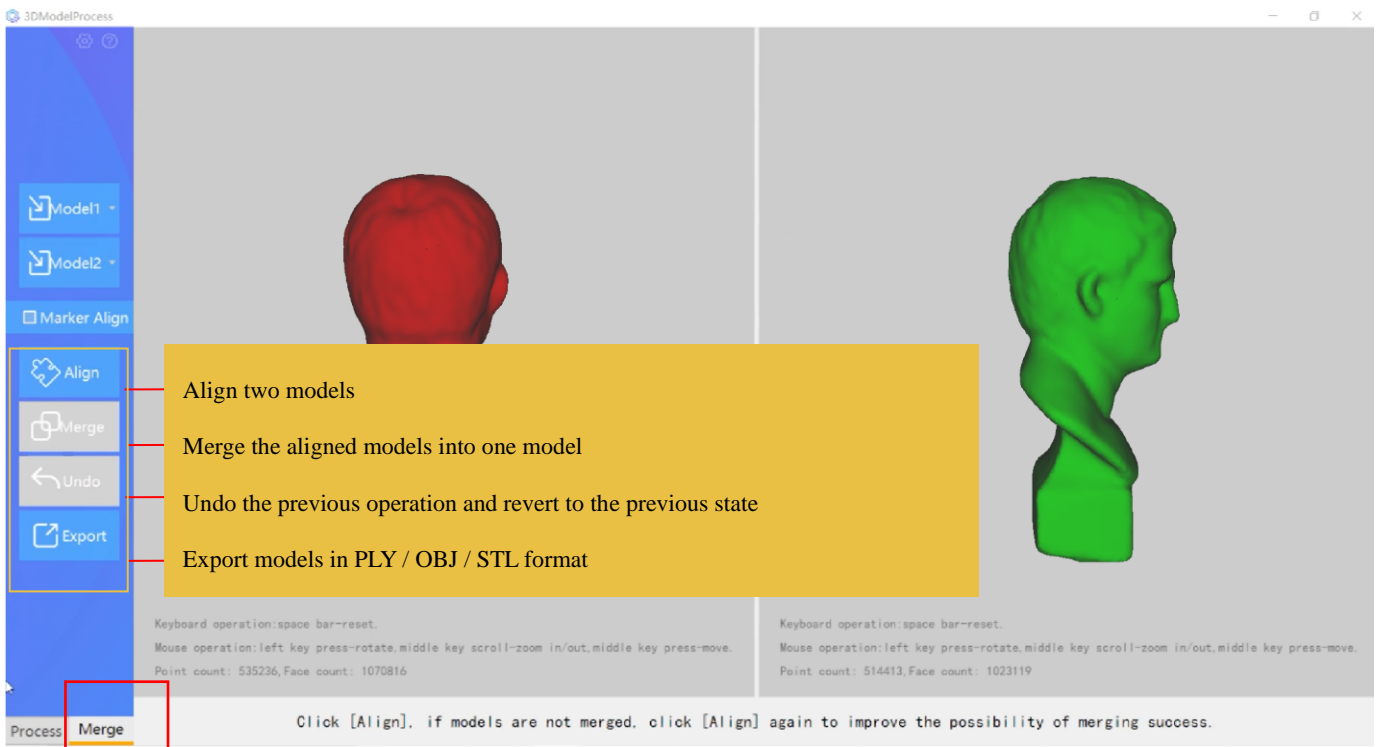 3DModelProcess
Model1
Model2
Marker Align
Align
Merge
Undo
Export
Align two models
Merge the aligned models into one model
Undo the previous operation and revert to the previous state
Export models in PLY / OBJ / STL format
Keyboard operation:space bar-reset.
Mouse operation:left key press-rotate,middle key scroll-zoom in/out,middle key press-move.
Point count: 535236,Face count: 1070816
Keyboard operation:space bar-reset.
Mouse operation:left key press-rotate,middle key scroll-zoom in/out,middle key press-move.
Point count: 514413,Face count: 1023119
Process
Merge
Click [Align], if models are not merged, click [Align] again to improve the possibility of merging success.